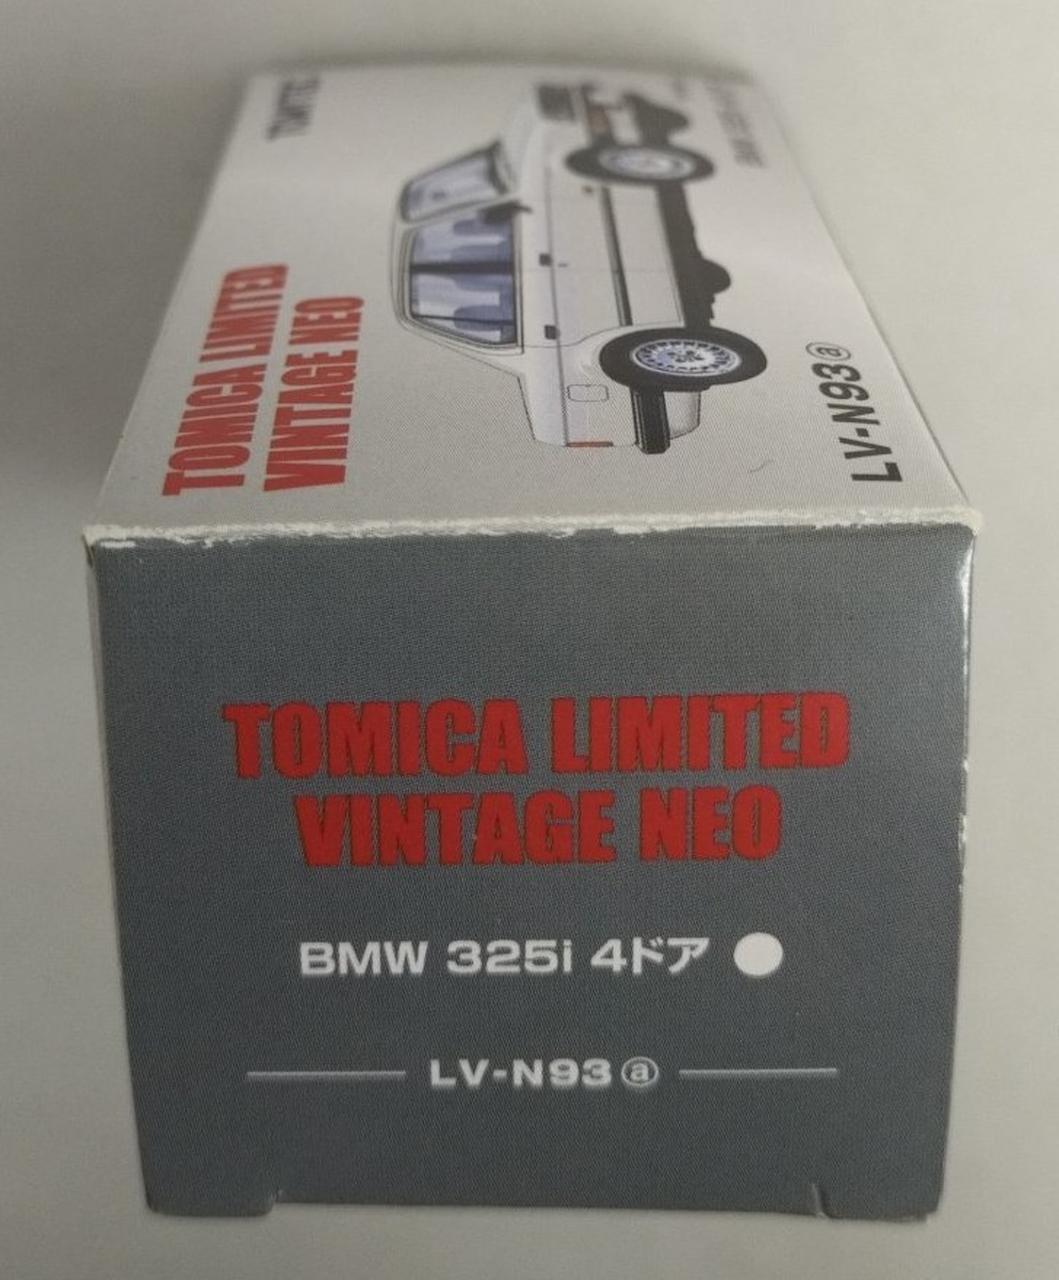 TOMICA LIMITED
VINTAGE NEO
LV-N93ⓐ
TOMICA LIMITED
VINTAGE NEO
BMW 325i 4ドア
LV-N93ⓐ